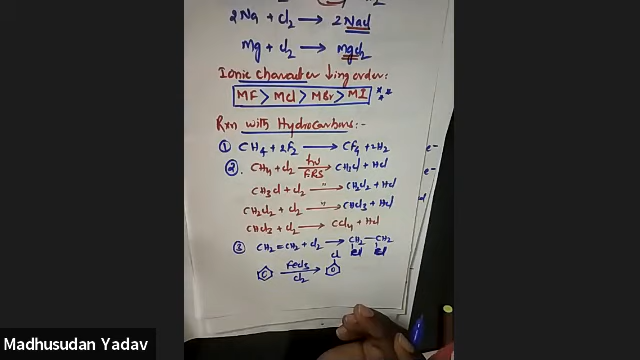 2Na + Cl2 → 2NaCl
Mg + Cl2 → MgCl2
Ionic character ↓ing order:
MF > MCl > MBr > MI ***
Rxn with Hydrocarbons:-
① CH4 + 2F2 → CF4 + 2H2 e-
②. CH4 + Cl2 hν FRS → CH3Cl + HCl e-
CH3Cl + Cl2 " → CH2Cl2 + HCl
CH2Cl2 + Cl2 " → CHCl3 + HCl
CHCl3 + Cl2 → CCl4 + HCl
③ CH2=CH2 + Cl2 → CH2-CH2
Cl Cl
Cl
FeCl3 →
Cl2
Madhusudan Yadav